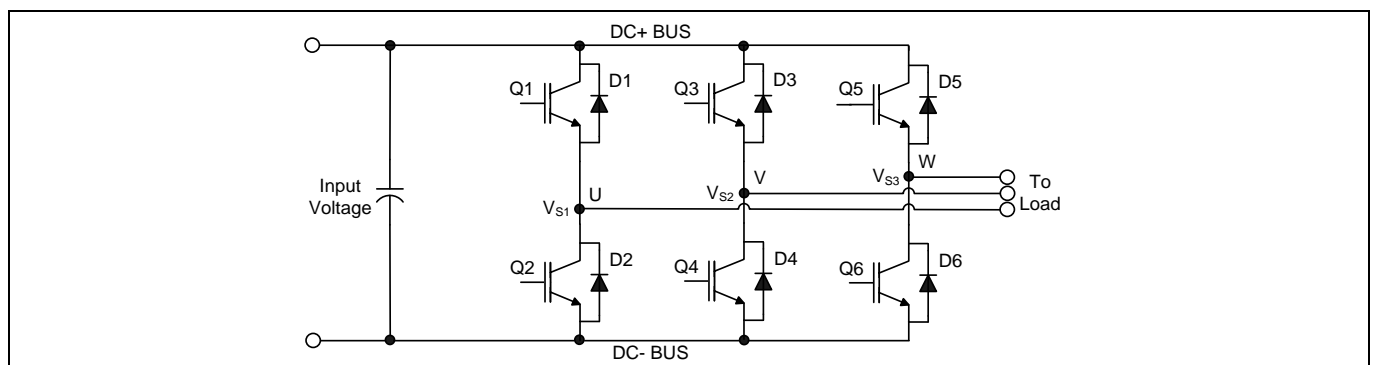 DC+ BUS
Q1
D1
Q3
D3
Q5
D5
Input
Voltage
U
V
W
VS1
VS2
VS3
To
Load
Q2
D2
Q4
D4
Q6
D6
DC- BUS